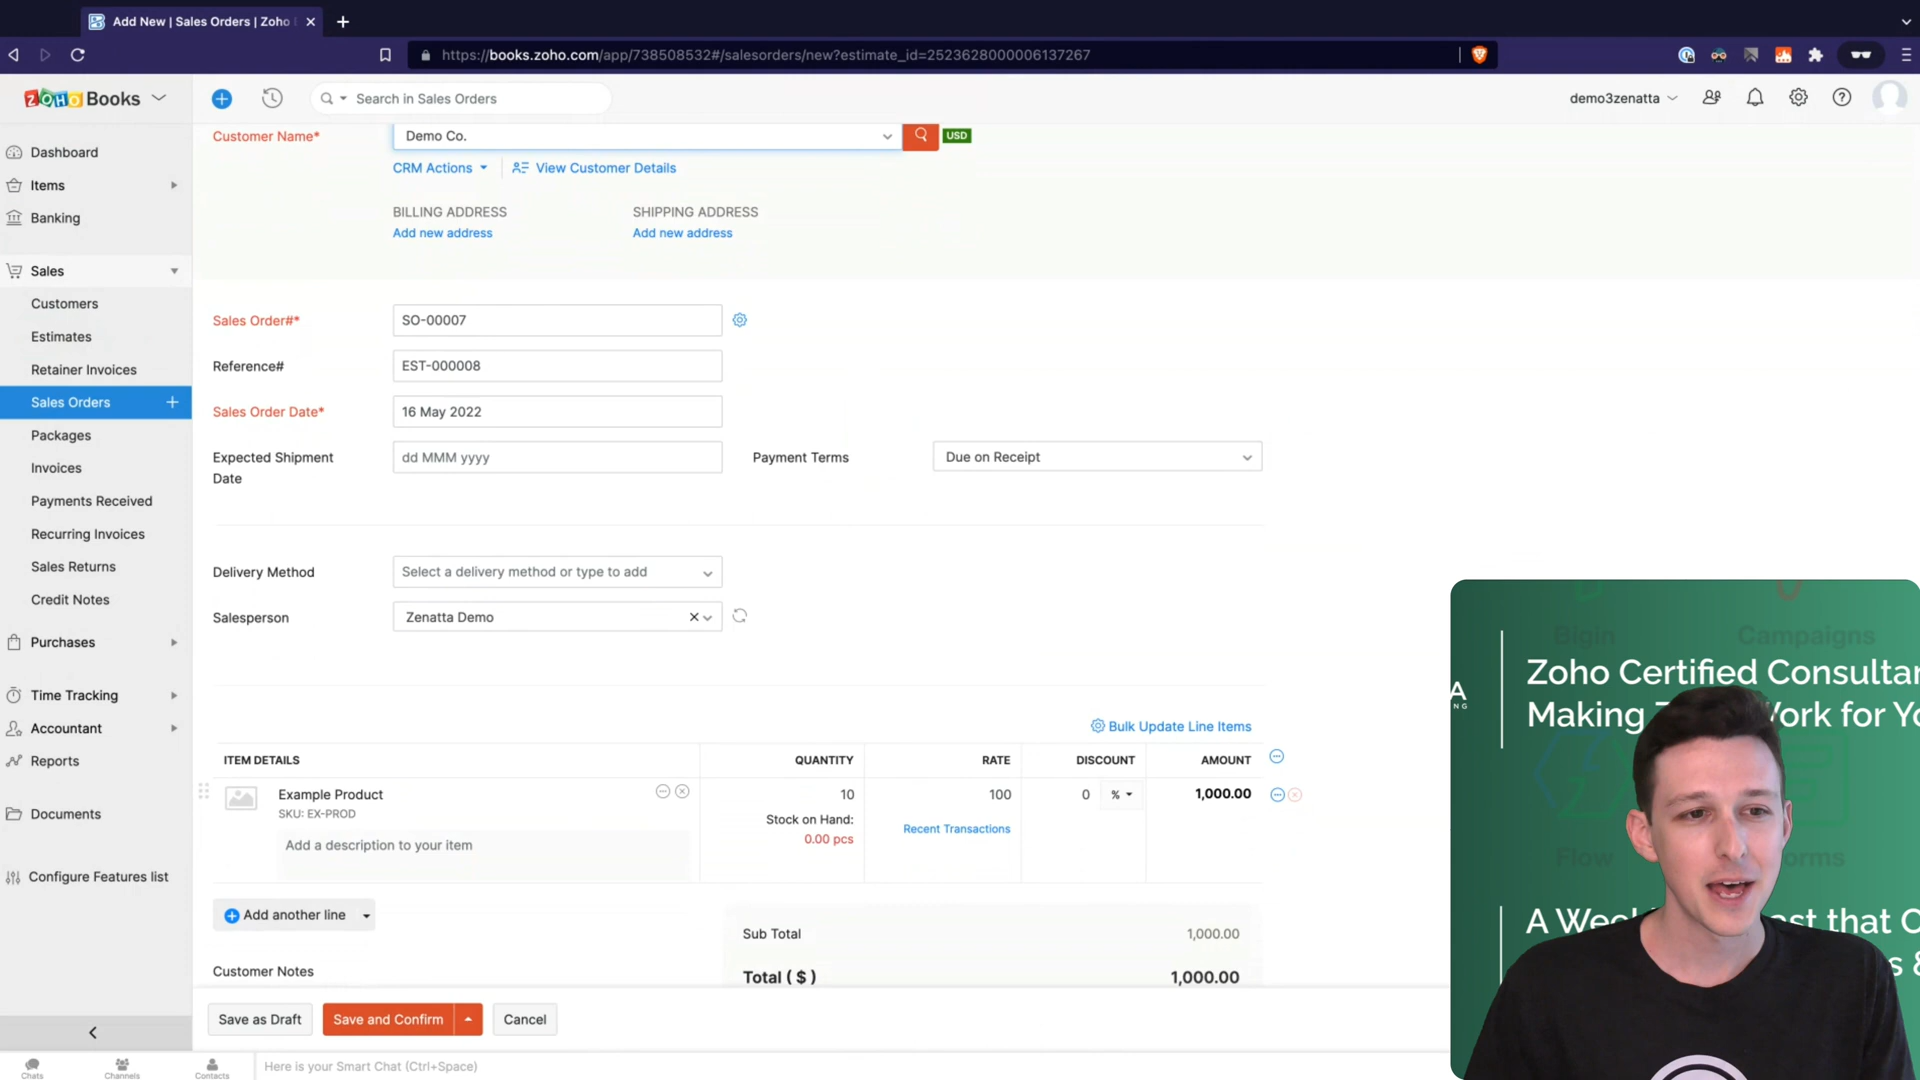 Add New | Sales Orders | Zoho
https://books.zoho.com/app/738508532#/salesorders/new?estimate_id=2523628000006137267
ZOHO Books
Search in Sales Orders
demo3zenatta
Dashboard
Items
Banking
Sales
Customers
Estimates
Retainer Invoices
Sales Orders
Packages
Invoices
Payments Received
Recurring Invoices
Sales Returns
Credit Notes
Purchases
Time Tracking
Accountant
Reports
Documents
Configure Features list
Customer Name*
Demo Co.
USD
CRM Actions
View Customer Details
BILLING ADDRESS
SHIPPING ADDRESS
Add new address
Add new address
Sales Order#*
SO-00007
Reference#
EST-000008
Sales Order Date*
16 May 2022
Expected Shipment
Date
dd MMM yyyy
Payment Terms
Due on Receipt
Delivery Method
Select a delivery method or type to add
Salesperson
Zenatta Demo
Bulk Update Line Items
ITEM DETAILS
QUANTITY
RATE
DISCOUNT
AMOUNT
Example Product
SKU: EX-PROD
Add a description to your item
10
Stock on Hand:
0.00 pcs
100
Recent Transactions
0
%
1,000.00
Add another line
Sub Total
1,000.00
Total ( $ )
1,000.00
Customer Notes
Save as Draft
Save and Confirm
Cancel
Chats
Channels
Contacts
Here is your Smart Chat (Ctrl+Space)
Bigin
Campaigns
Zoho Certified Consultan
Making
Work for Yo
Flow
A
NG